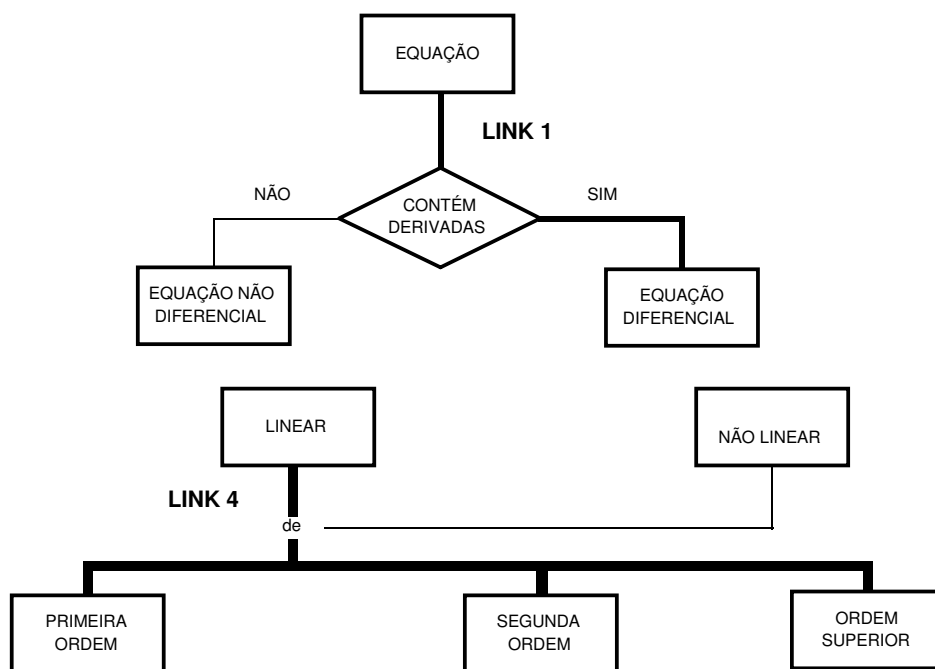 EQUAÇÃO
LINK 1
NÃO
SIM
CONTÉM
DERIVADAS
EQUAÇÃO NÃO
DIFERENCIAL
EQUAÇÃO
DIFERENCIAL
LINEAR
NÃO LINEAR
LINK 4
de
PRIMEIRA
ORDEM
SEGUNDA
ORDEM
ORDEM
SUPERIOR